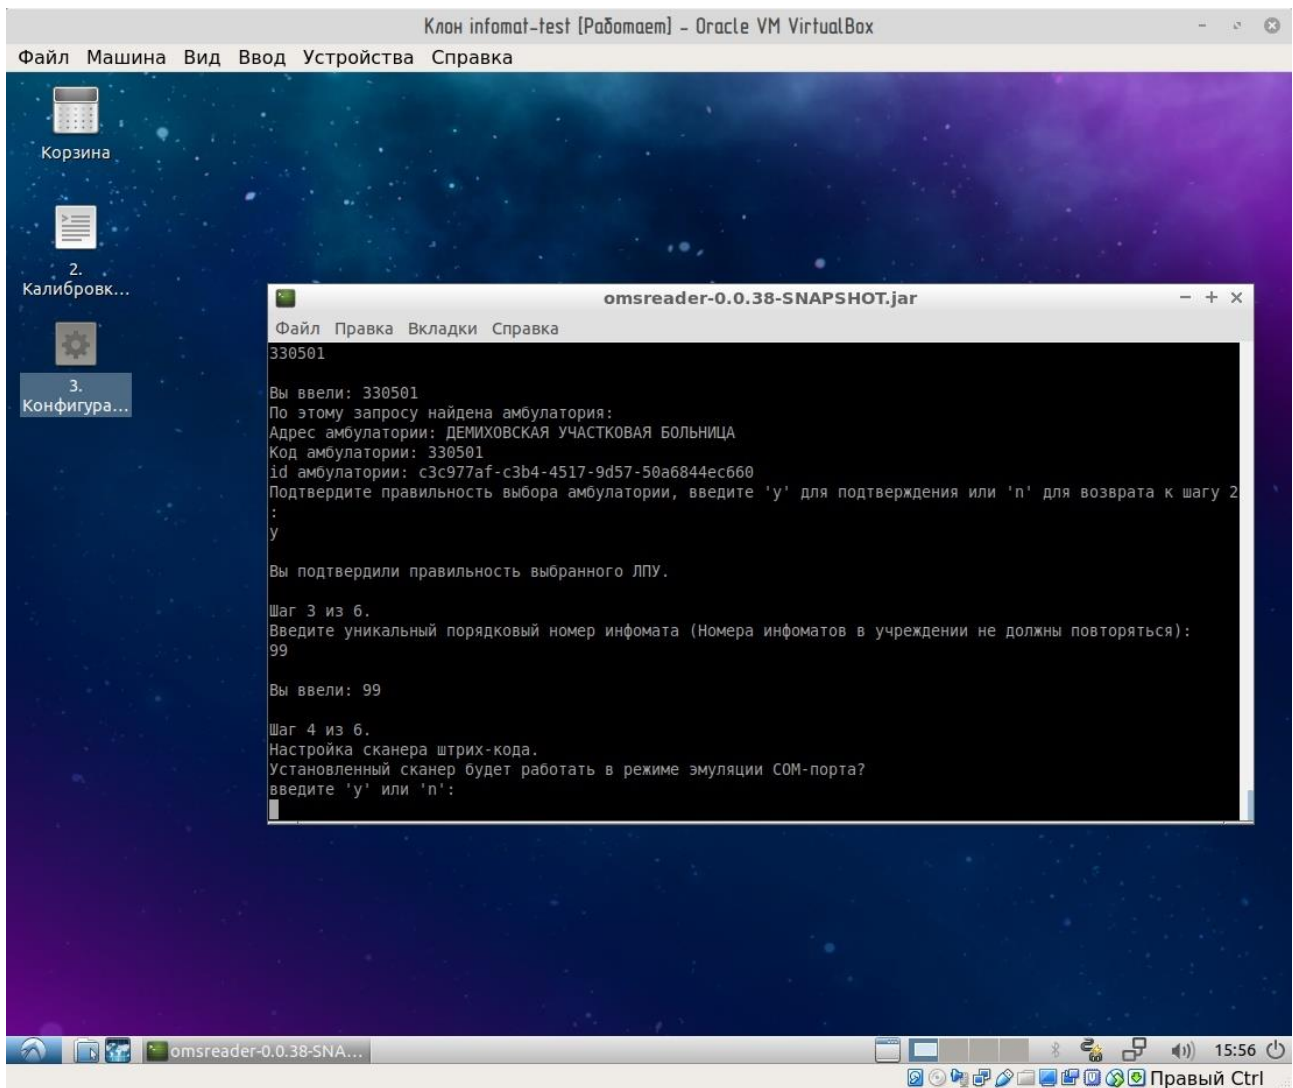 Клон infomat-test [Работает] - Oracle VM VirtualBox
Файл Машина Вид Ввод Устройства Справка
Корзина
2.
Калибровк...
3.
Конфигура...
omsreader-0.0.38-SNAPSHOT.jar
Файл Правка Вкладки Справка
330501
Вы ввели: 330501
По этому запросу найдена амбулатория:
Адрес амбулатории: ДЕМИХОВСКАЯ УЧАСТКОВАЯ БОЛЬНИЦА
Код амбулатории: 330501
id амбулатории: c3c977af-c3b4-4517-9d57-50a6844ec660
Подтвердите правильность выбора амбулатории, введите 'y' для подтверждения или 'n' для возврата к шагу 2
:
y
Вы подтвердили правильность выбранного ЛПУ.
Шаг 3 из 6.
Введите уникальный порядковый номер инфомата (Номера инфоматов в учреждении не должны повторяться):
99
Вы ввели: 99
Шаг 4 из 6.
Настройка сканера штрих-кода.
Установленный сканер будет работать в режиме эмуляции COM-порта?
введите 'y' или 'n':
omsreader-0.0.38-SNA...
15:56
Правый Ctrl